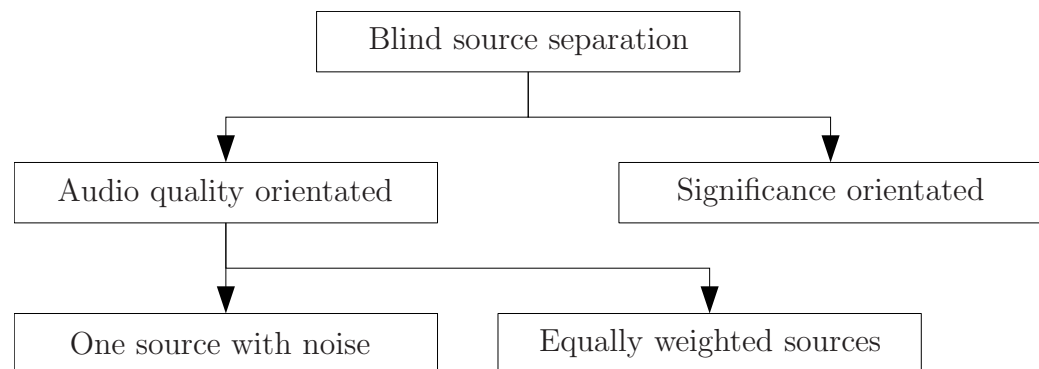 Blind source separation
Audio quality orientated
Significance orientated
One source with noise
Equally weighted sources